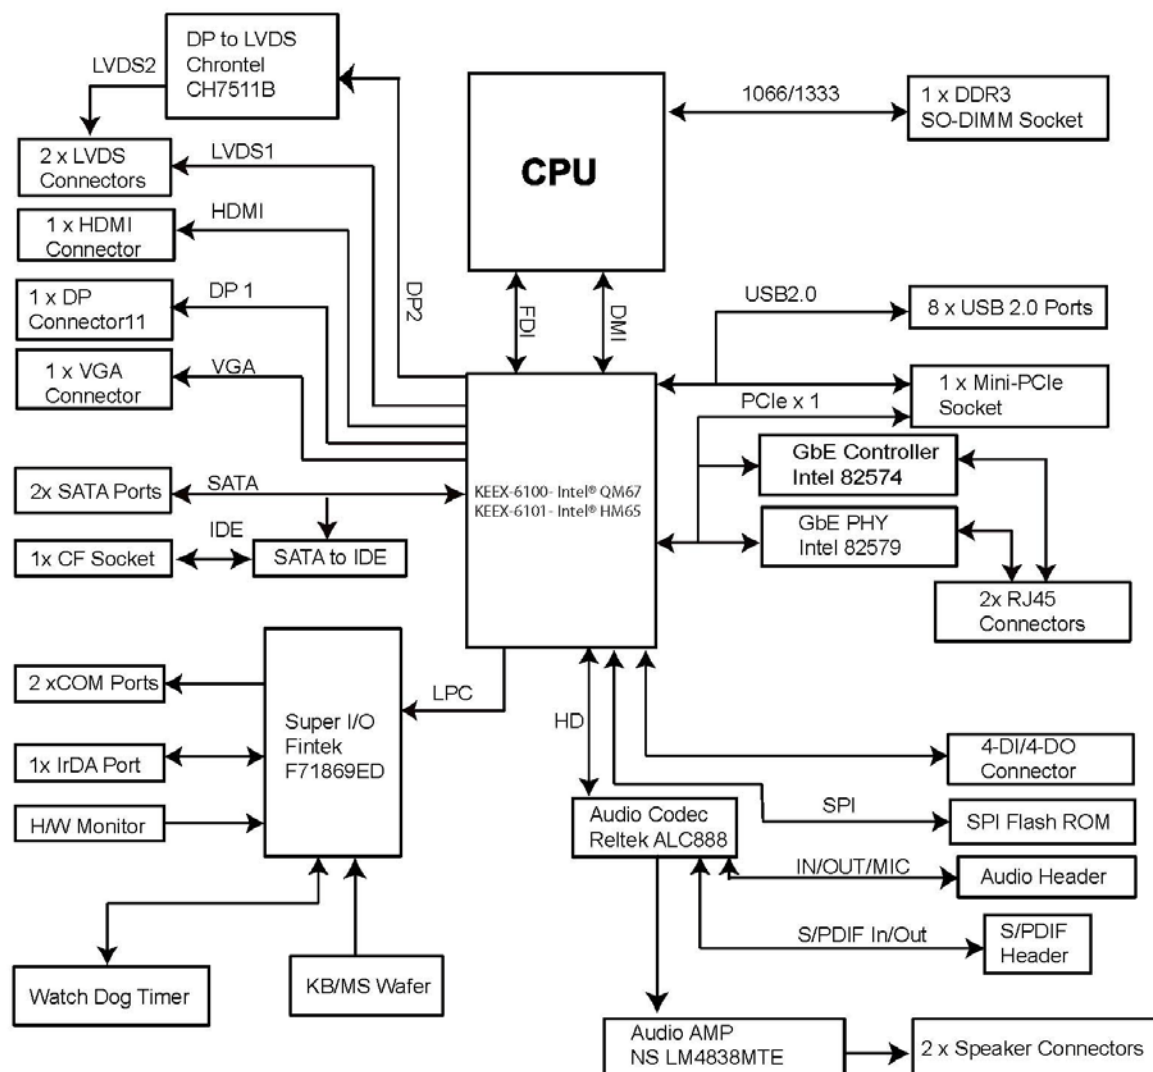 DP to LVDS
Chrontel
CH7511B
LVDS2
1066/1333
1 x DDR3
SO-DIMM Socket
2 x LVDS
Connectors
LVDS1
CPU
1 x HDMI
Connector
HDMI
1 x DP
Connector11
DP 1
DP2
FDI
DMI
USB2.0
8 x USB 2.0 Ports
1 x VGA
Connector
VGA
1 x Mini-PCIe
Socket
PCIe x 1
GbE Controller
Intel 82574
2x SATA Ports
SATA
KEEX-6100- Intel® QM67
KEEX-6101- Intel® HM65
GbE PHY
Intel 82579
1x CF Socket
IDE
SATA to IDE
2x RJ45
Connectors
2 xCOM Ports
LPC
Super I/O
Fintek
F71869ED
HD
1x IrDA Port
4-DI/4-DO
Connector
H/W Monitor
Audio Codec
Reltek ALC888
SPI
SPI Flash ROM
IN/OUT/MIC
Audio Header
S/PDIF In/Out
S/PDIF
Header
Watch Dog Timer
KB/MS Wafer
Audio AMP
NS LM4838MTE
2 x Speaker Connectors